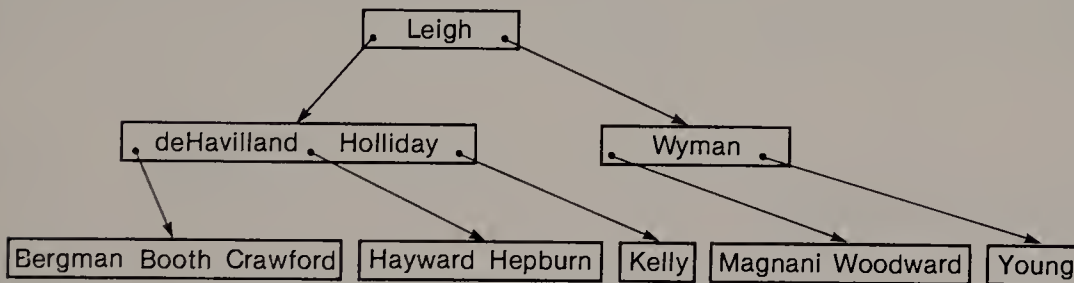 Leigh
deHavilland Holliday Wyman
Bergman Booth Crawford Hayward Hepburn Kelly Magnani Woodward Young